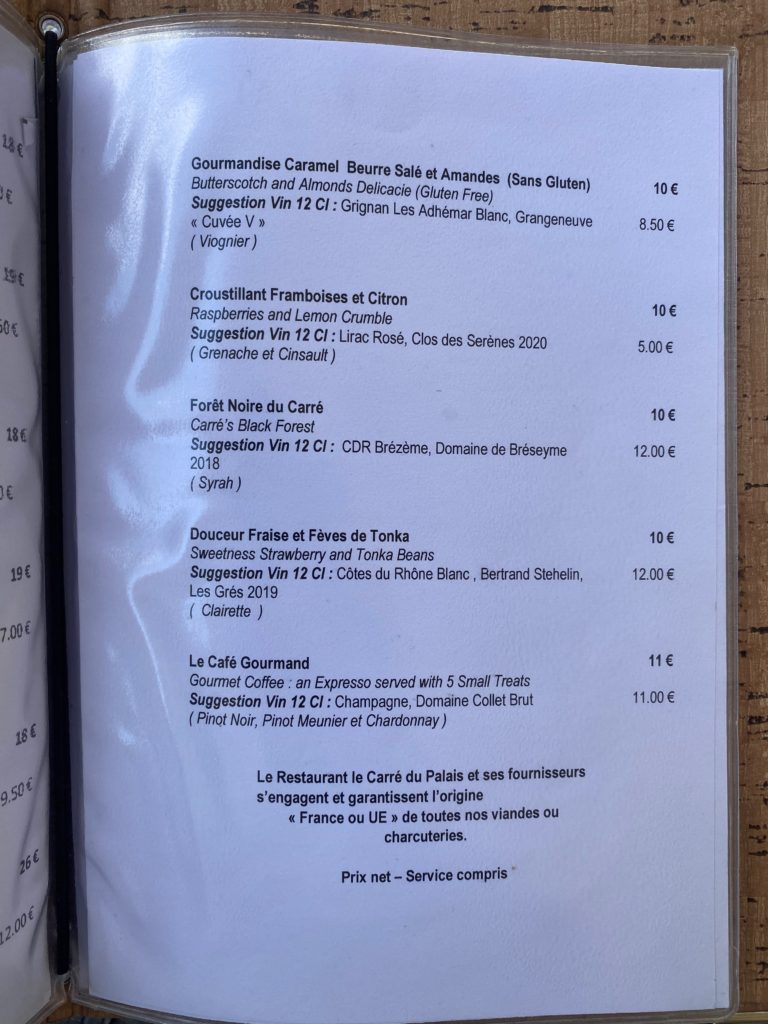 18 €
0 €
19 €
50 €
18 €
0 €
19 €
7.00 €
18 €
9.50 €
26 €
12.00 €
Gourmandise Caramel Beurre Salé et Amandes (Sans Gluten) 10 €
Butterscotch and Almonds Delicacie (Gluten Free)
Suggestion Vin 12 Cl : Grignan Les Adhémar Blanc, Grangeneuve 8.50 €
« Cuvée V »
( Viognier )
Croustillant Framboises et Citron 10 €
Raspberries and Lemon Crumble
Suggestion Vin 12 Cl : Lirac Rosé, Clos des Serènes 2020 5.00 €
( Grenache et Cinsault )
Forêt Noire du Carré 10 €
Carré's Black Forest
Suggestion Vin 12 Cl : CDR Brézème, Domaine de Bréseyme 12.00 €
2018
( Syrah )
Douceur Fraise et Fèves de Tonka 10 €
Sweetness Strawberry and Tonka Beans
Suggestion Vin 12 Cl : Côtes du Rhône Blanc , Bertrand Stehelin, 12.00 €
Les Grés 2019
( Clairette )
Le Café Gourmand 11 €
Gourmet Coffee : an Expresso served with 5 Small Treats
Suggestion Vin 12 Cl : Champagne, Domaine Collet Brut 11.00 €
( Pinot Noir, Pinot Meunier et Chardonnay )
Le Restaurant le Carré du Palais et ses fournisseurs
s'engagent et garantissent l'origine
« France ou UE » de toutes nos viandes ou
charcuteries.
Prix net – Service compris